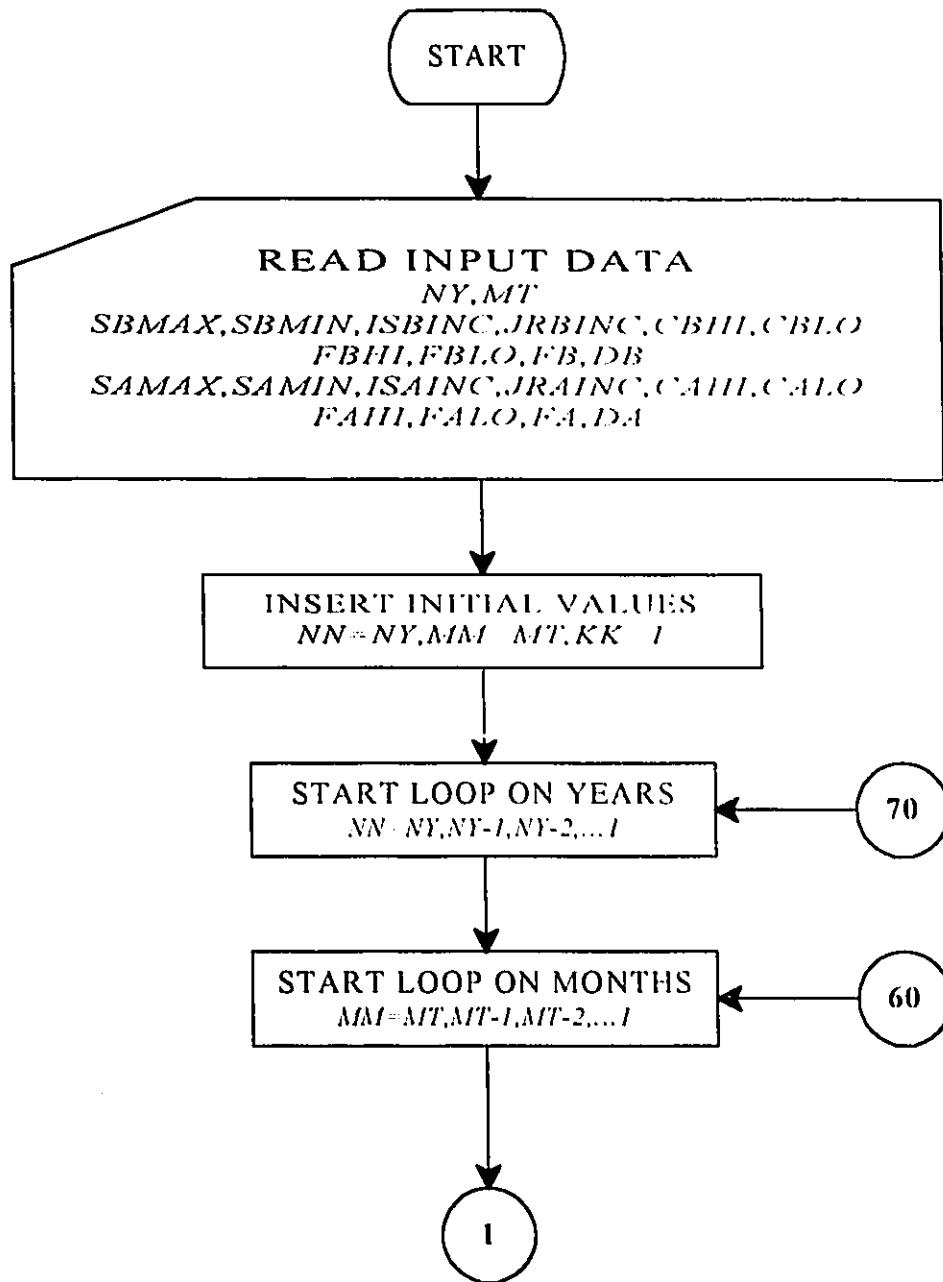 START
READ INPUT DATA
NY,MT
SBMAX,SBMIN,ISBINC,JRBINC,CBHI,CBLO
FBHI,FBLO,FB,DB
SAMAX,SAMIN,ISAINC,JRAINC,CAHI,CALO
FAHI,FALO,FA,DA
INSERT INITIAL VALUES
NN=NY,MM MT,KK 1
START LOOP ON YEARS
NN=NY,NY-1,NY-2,...1
70
START LOOP ON MONTHS
MM=MT,MT-1,MT-2,...1
60
1